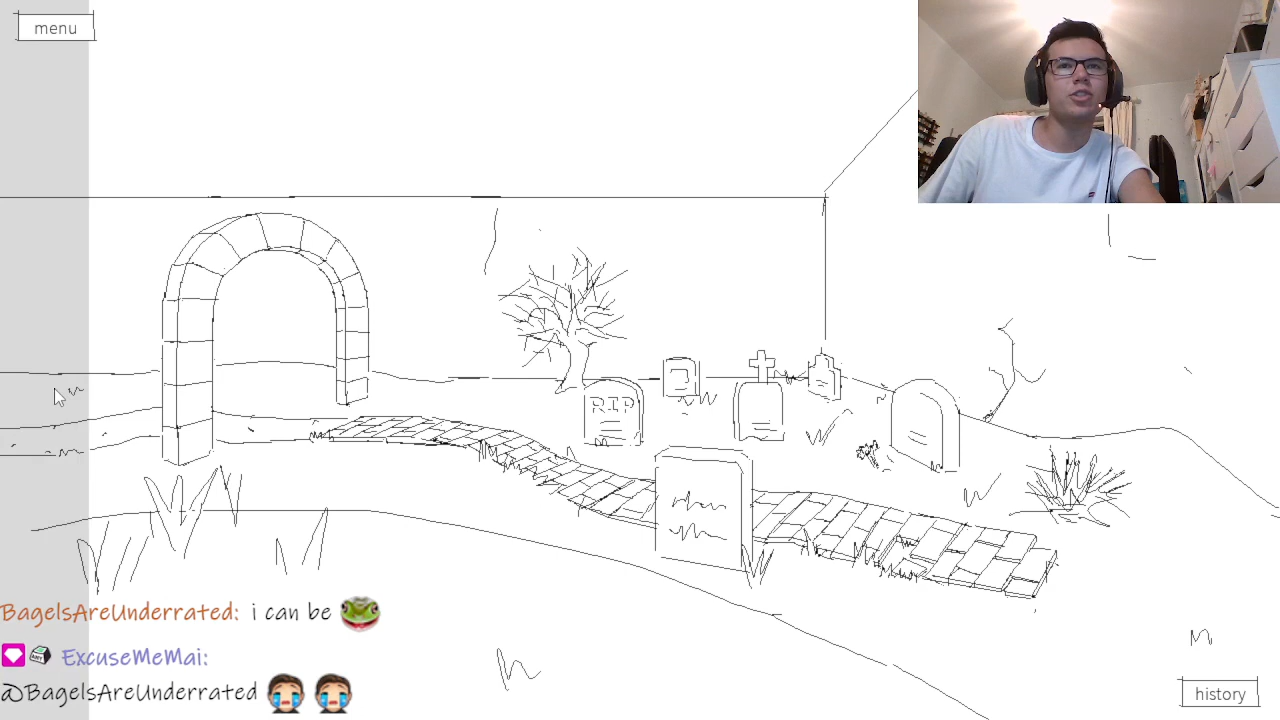 menu
RIP
BagelsAreUnderrated: i can be
ExcuseMeMai:
@BagelsAreUnderrated
history